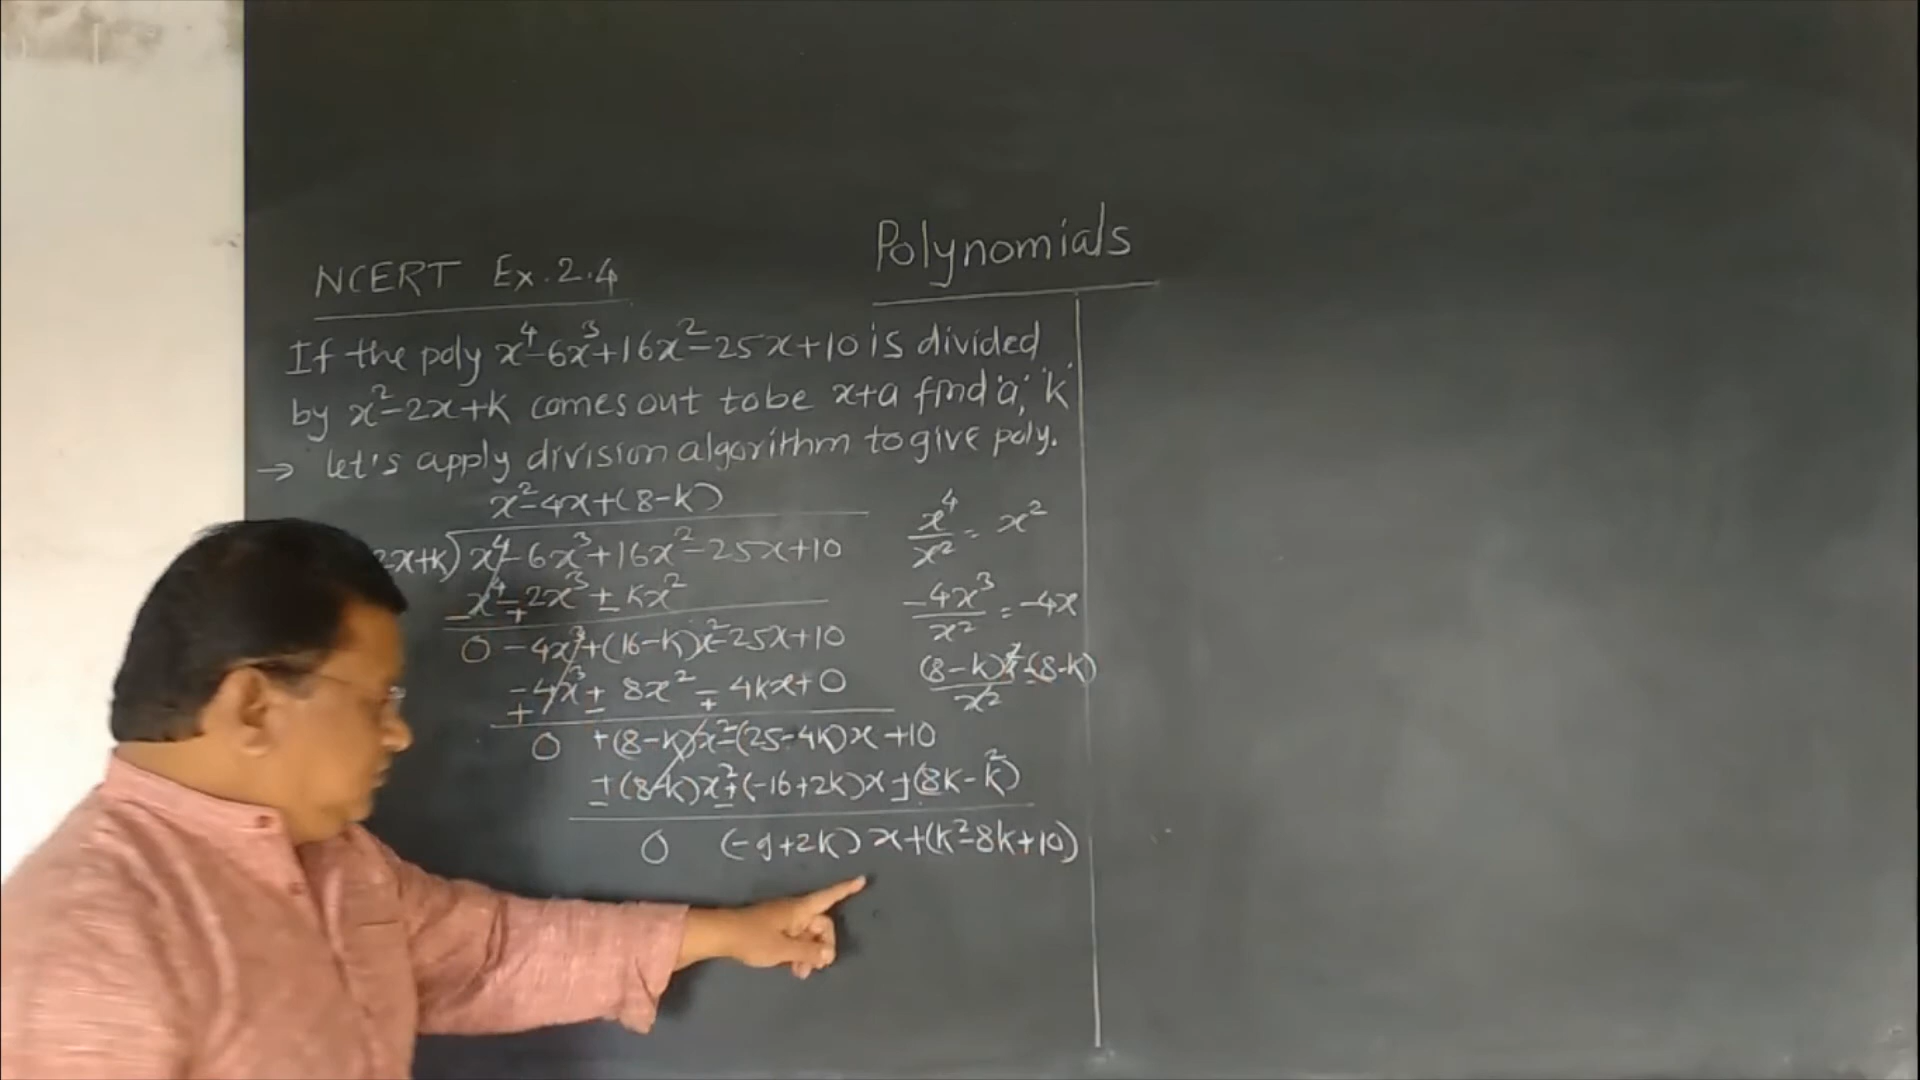 Polynomials
NCERT Ex.2.4
If the poly x⁴-6x³+16x²-25x+10 is divided
by x²-2x+k comes out to be x+a find 'a', 'k'
→ let's apply division algorithm to give poly.
x²-4x+(8-k)
2x+k) x⁴-6x³+16x²-25x+10
x⁴-2x³+kx²
- + -
0 -4x³+(16-k)x²-25x+10
-4x³+8x²-4kx+0
+ - +
0 +(8-k)x²-(25-4k)x+10
+(8-k)x²+(-16+2k)x+(8k-k²)
- - -
0 (-9+2k)x+(k²-8k+10)
x⁴/x² = x²
-4x³/x² = -4x
(8-k)x²/x² = (8-k)